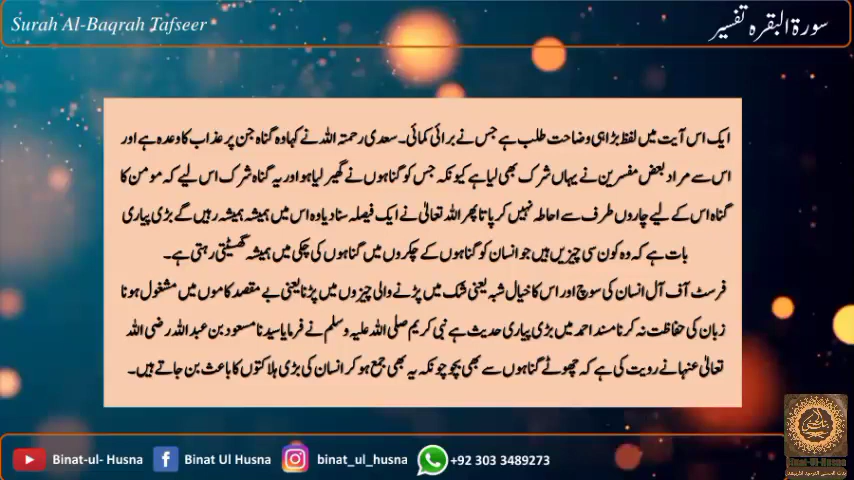 Surah Al-Baqrah Tafseer
سورۃ البقرہ تفسیر
ایک اس آیت میں لفظ بڑا ہی وضاحت طلب ہے جس نے برائی کمائی۔ سعدی رحمتہ اللہ نے کہا وہ گناہ جن پر عذاب کا وعدہ ہے اور
اس سے مراد بعض مفسرین نے یہاں شرک بھی لیا ہے کیونکہ جس کو گناہوں نے گھیر لیا ہو اور یہ گناہ شرک اس لیے کہ مومن کا
گناہ اس کے لیے چاروں طرف سے احاطہ نہیں کر پاتا پھر اللہ تعالیٰ نے ایک فیصلہ سنا دیا وہ اس میں ہمیشہ ہمیشہ رہیں گے بڑی پیاری
بات ہے کہ وہ کون سی چیزیں ہیں جو انسان کو گناہوں کے چکروں میں گناہوں کی چکی میں ہمیشہ گھسیٹتی رہتی ہے۔
فرسٹ آف آل انسان کی سوچ اور اس کا خیال شبہ یعنی شک میں پڑنے والی چیزوں میں پڑنا یعنی بے مقصد کاموں میں مشغول ہونا
زبان کی حفاظت نہ کرنا مسند احمد میں بڑی پیاری حدیث ہے نبی کریم صلی اللہ علیہ وسلم نے فرمایا سیدنا مسعود بن عبد اللہ رضی اللہ
تعالیٰ عنہا نے رویت کی ہے کہ چھوٹے گناہوں سے بھی بچو چونکہ یہ بھی جمع ہو کر انسان کی بڑی ہلاکتوں کا باعث بن جاتے ہیں۔
Binat-ul- Husna
Binat Ul Husna
binat_ul_husna
+92 303 3489273
Binat-Ul-Husna